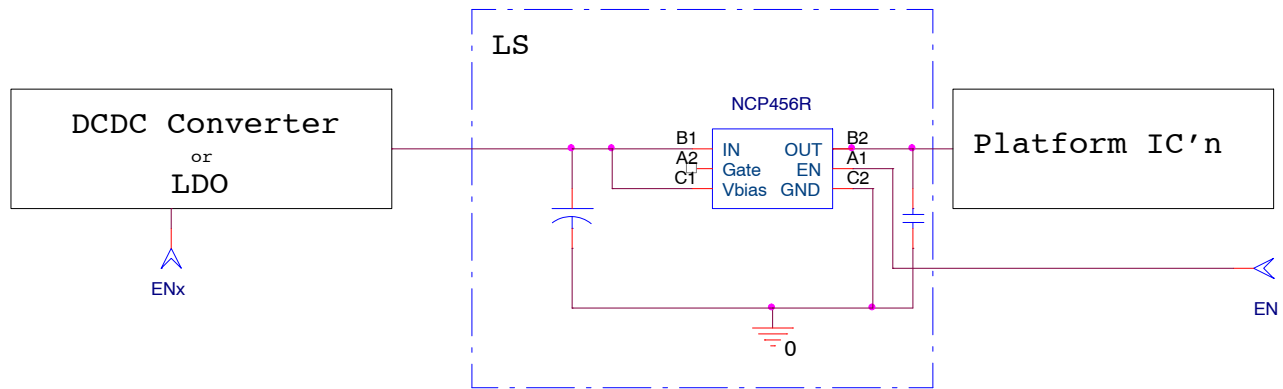 LS
NCP456R
DCDC Converter
or
LDO
ENx
B1
A2
C1
IN OUT
Gate EN
Vbias GND
B2
A1
C2
Platform IC’n
EN
0